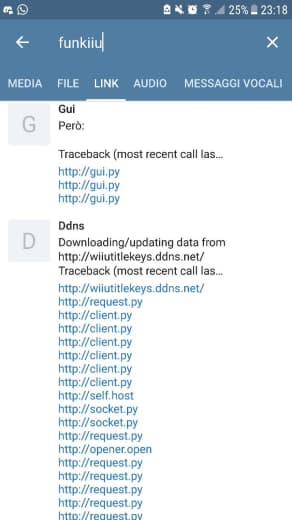 25% 23:18
funkiiu
MEDIA FILE LINK AUDIO MESSAGGI VOCALI
G
Gui
Però:
Traceback (most recent call las...
http://gui.py
http://gui.py
http://gui.py
D
Ddns
Downloading/updating data from
http://wiiutitlekeys.ddns.net/
Traceback (most recent call las...
http://wiiutitlekeys.ddns.net/
http://request.py
http://client.py
http://client.py
http://client.py
http://client.py
http://client.py
http://client.py
http://self.host
http://socket.py
http://socket.py
http://request.py
http://opener.open
http://request.py
http://request.py
http://request.py
http://request.py
http://request.py